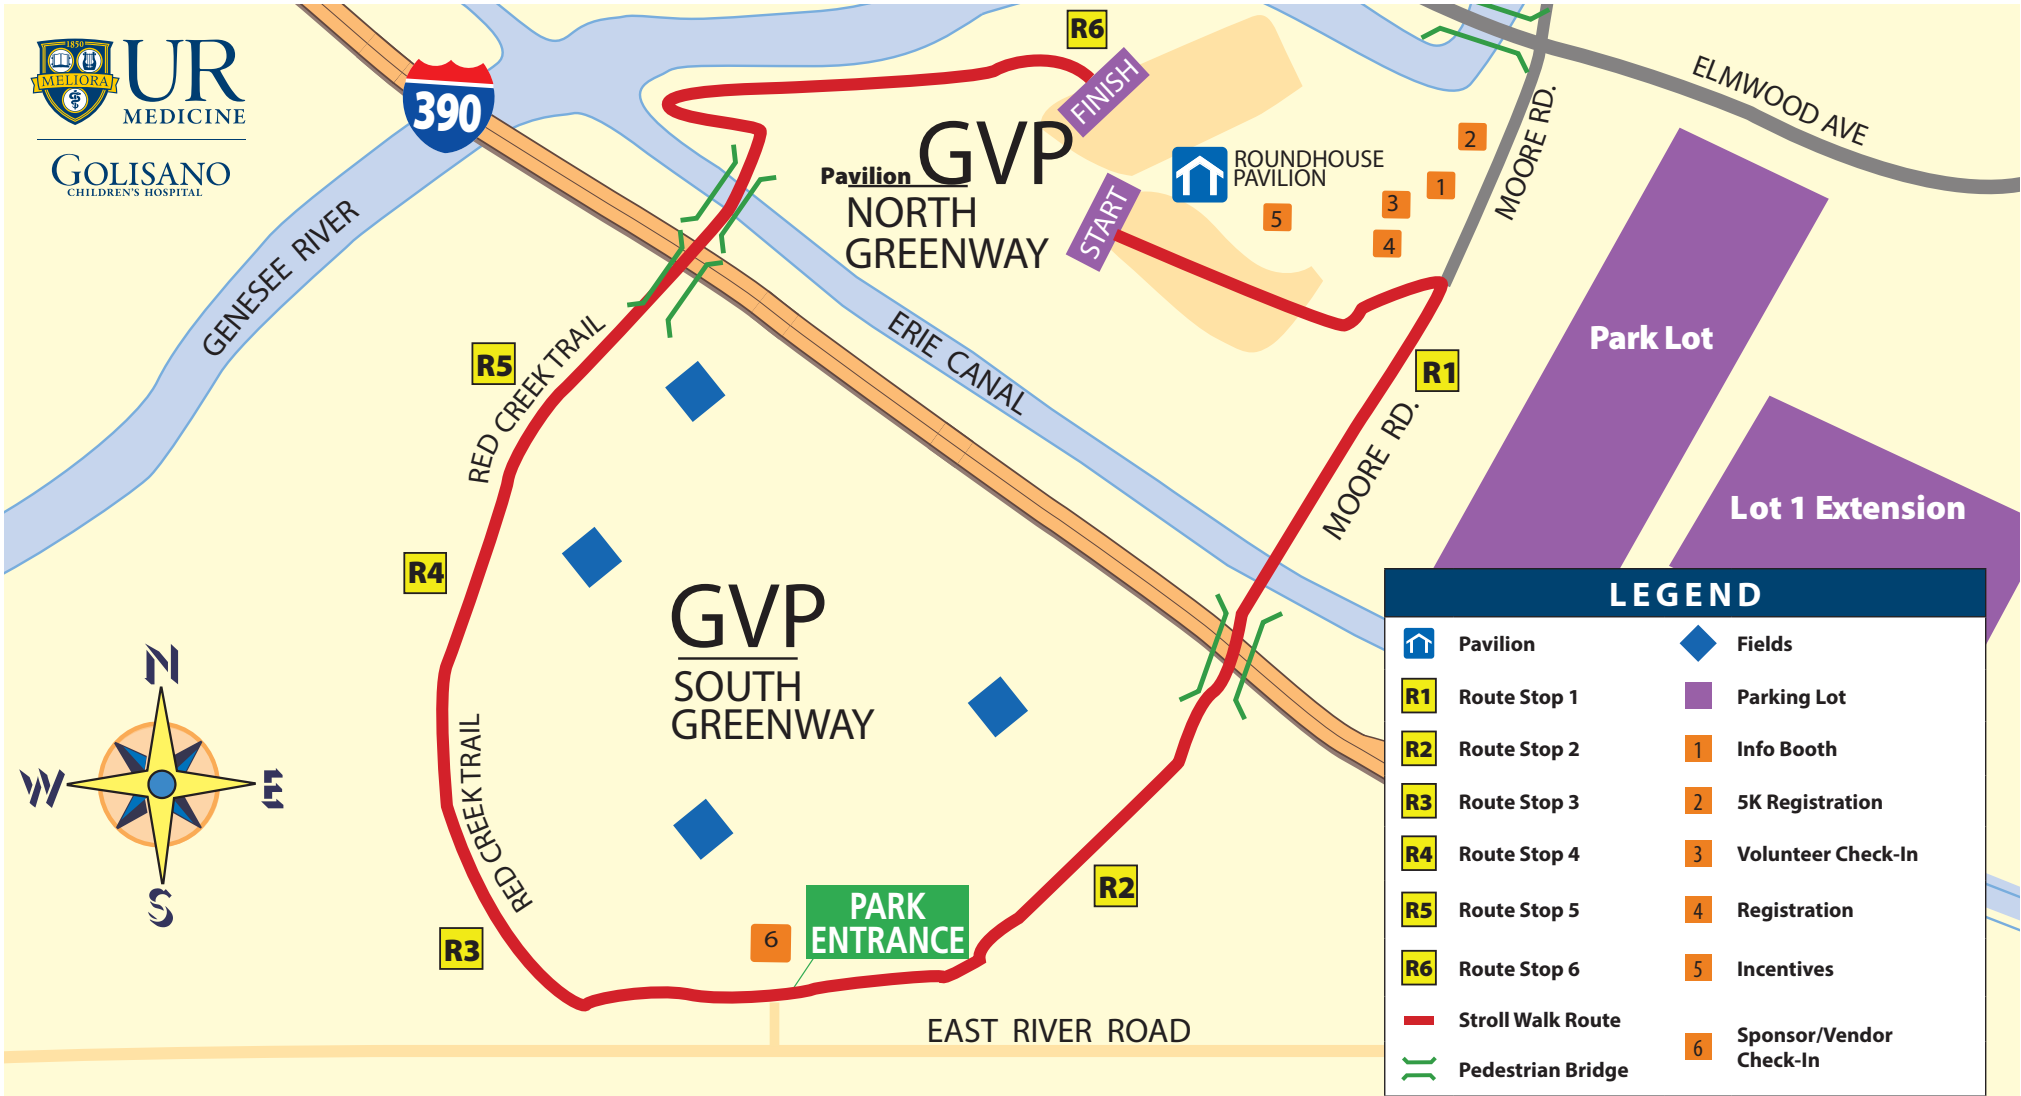 1850
MELIORA
UR
MEDICINE
GOLISANO
CHILDREN'S HOSPITAL
390
R6
FINISH
ELMWOOD AVE
MOORE RD.
GVP
Pavilion
NORTH
GREENWAY
START
ROUNDHOUSE
PAVILION
2
1
3
5
4
GENESEE RIVER
ERIE CANAL
Park Lot
R5
RED CREEK TRAIL
R1
MOORE RD.
Lot 1 Extension
R4
GVP
SOUTH
GREENWAY
N
W
E
S
RED CREEK TRAIL
R3
R2
6
PARK
ENTRANCE
EAST RIVER ROAD
LEGEND
Pavilion
Fields
R1 Route Stop 1
Parking Lot
R2 Route Stop 2
1 Info Booth
R3 Route Stop 3
2 5K Registration
R4 Route Stop 4
3 Volunteer Check-In
R5 Route Stop 5
4 Registration
R6 Route Stop 6
5 Incentives
Stroll Walk Route
6 Sponsor/Vendor
Check-In
Pedestrian Bridge